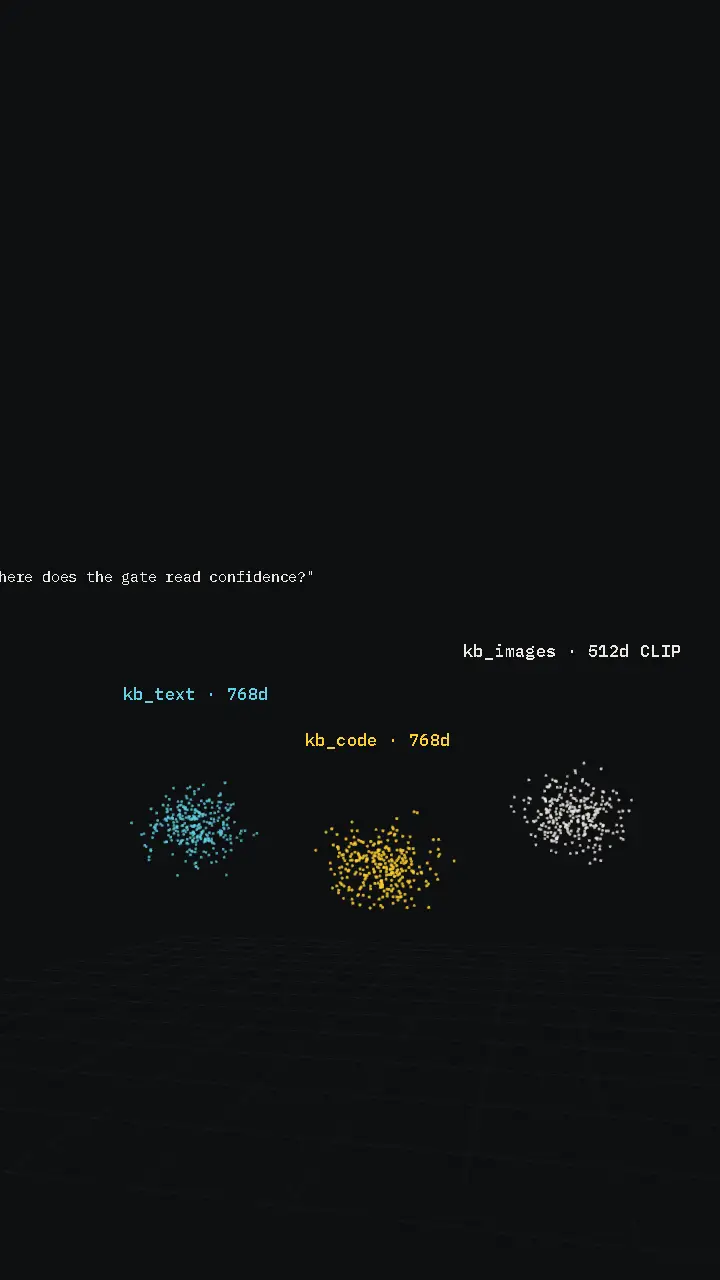 here does the gate read confidence?"
kb_images · 512d CLIP
kb_text · 768d
kb_code · 768d